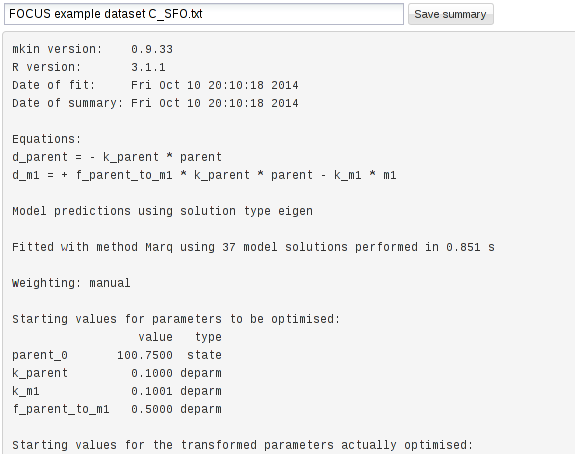 FOCUS example dataset C_SFO.txt Save summary
mkin version:    0.9.33
R version:       3.1.1
Date of fit:     Fri Oct 10 20:10:18 2014
Date of summary: Fri Oct 10 20:10:18 2014
Equations:
d_parent = - k_parent * parent
d_m1 = + f_parent_to_m1 * k_parent * parent - k_m1 * m1
Model predictions using solution type eigen
Fitted with method Marq using 37 model solutions performed in 0.851 s
Weighting: manual
Starting values for parameters to be optimised:
                   value   type
parent_0        100.7500  state
k_parent          0.1000 deparm
k_m1              0.1001 deparm
f_parent_to_m1    0.5000 deparm
Starting values for the transformed parameters actually optimised: